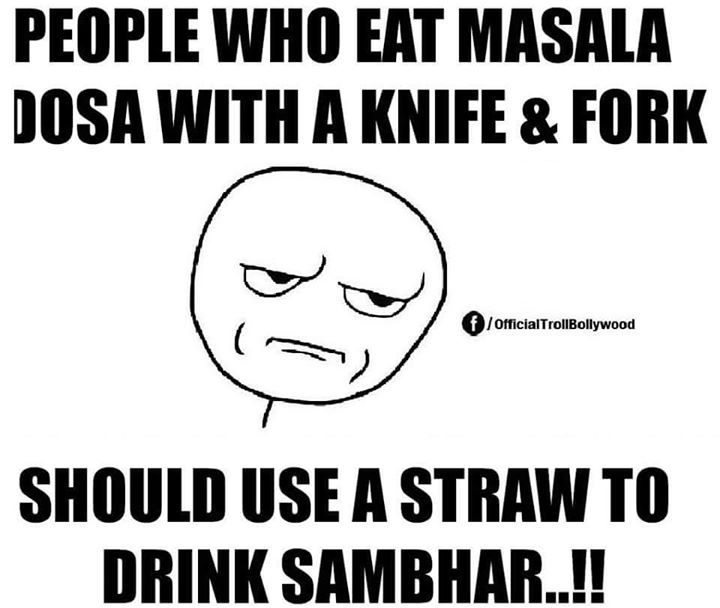 PEOPLE WHO EAT MASALA
DOSA WITH A KNIFE & FORK
f /OfficialTrollBollywood
SHOULD USE A STRAW TO
DRINK SAMBHAR..!!